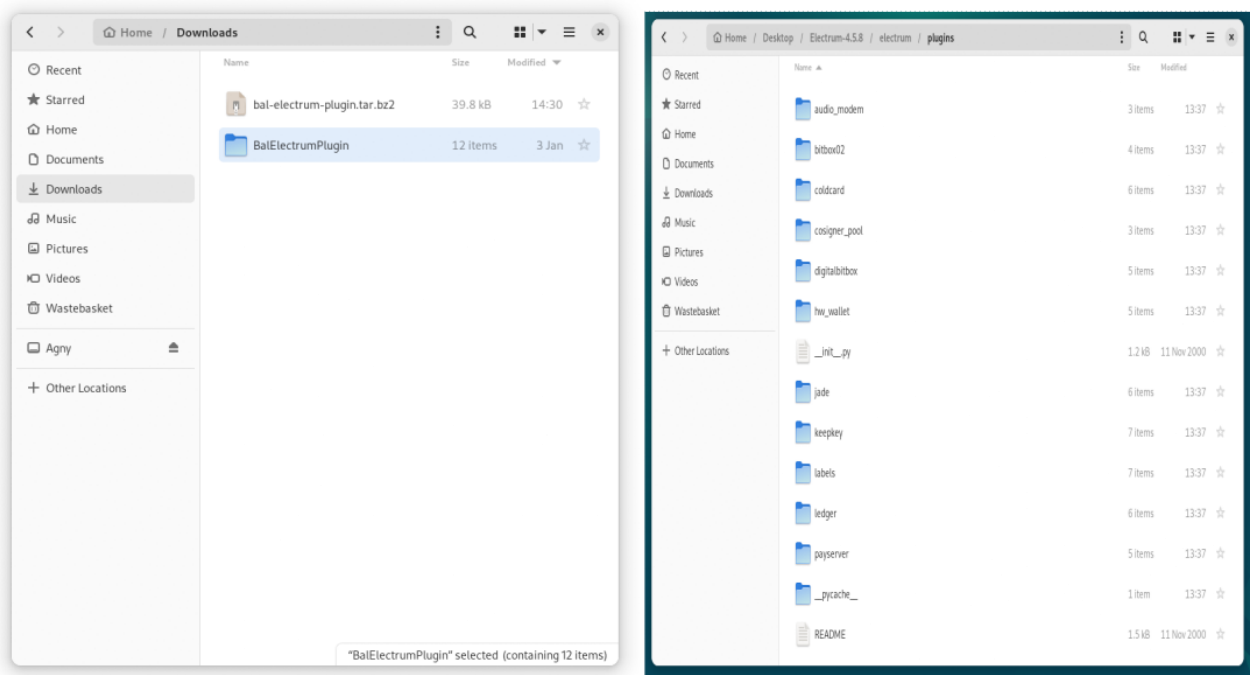 Home / Downloads
Recent
Starred
Home
Documents
Downloads
Music
Pictures
Videos
Wastebasket
Agny
Other Locations
Name Size Modified
bal-electrum-plugin.tar.bz2 39.8 kB 14:30
BalElectrumPlugin 12 items 3 Jan
"BalElectrumPlugin" selected (containing 12 items)
Home / Desktop / Electrum-4.5.8 / electrum / plugins
Recent
Starred
Home
Documents
Downloads
Music
Pictures
Videos
Wastebasket
Other Locations
Name Size Modified
audio_modem 3 items 13:37
bitbox02 4 items 13:37
coldcard 6 items 13:37
cosigner_pool 3 items 13:37
digitalbitbox 5 items 13:37
hw_wallet 5 items 13:37
__init__.py 1.2 kB 11 Nov 2000
jade 6 items 13:37
keepkey 7 items 13:37
labels 7 items 13:37
ledger 6 items 13:37
payserver 5 items 13:37
__pycache__ 1 item 13:37
README 1.5 kB 11 Nov 2000